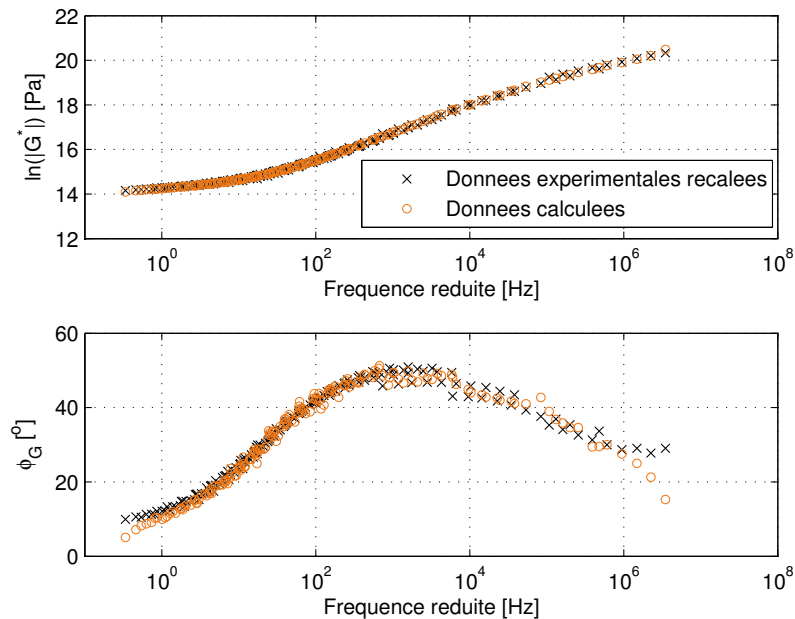 22
20
18
16
14
12
ln(|G*|) [Pa]
Donnees experimentales recalees
Donnees calculees
10^0 10^2 10^4 10^6 10^8
Frequence reduite [Hz]
60
40
20
0
ϕ_G [°]
10^0 10^2 10^4 10^6 10^8
Frequence reduite [Hz]